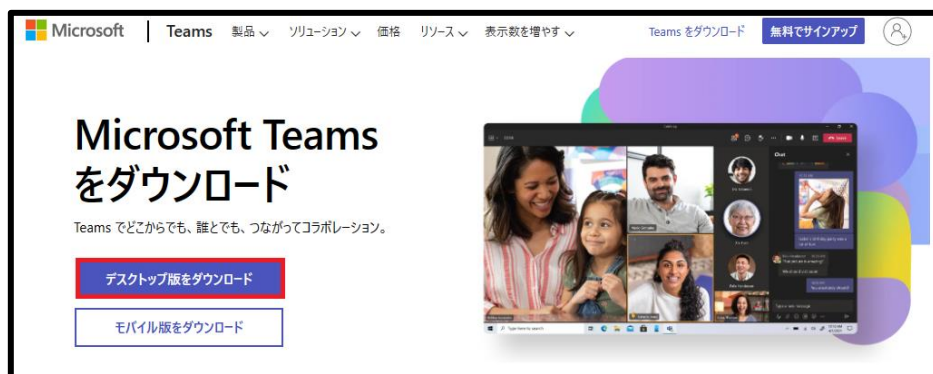 Microsoft Teams 製品 ソリューション 価格 リソース 表示数を増やす Teams をダウンロード 無料でサインアップ
Microsoft Teams
をダウンロード
Teams でどこからでも、誰とでも、つながってコラボレーション。
デスクトップ版をダウンロード
モバイル版をダウンロード
Chat
Type here to search